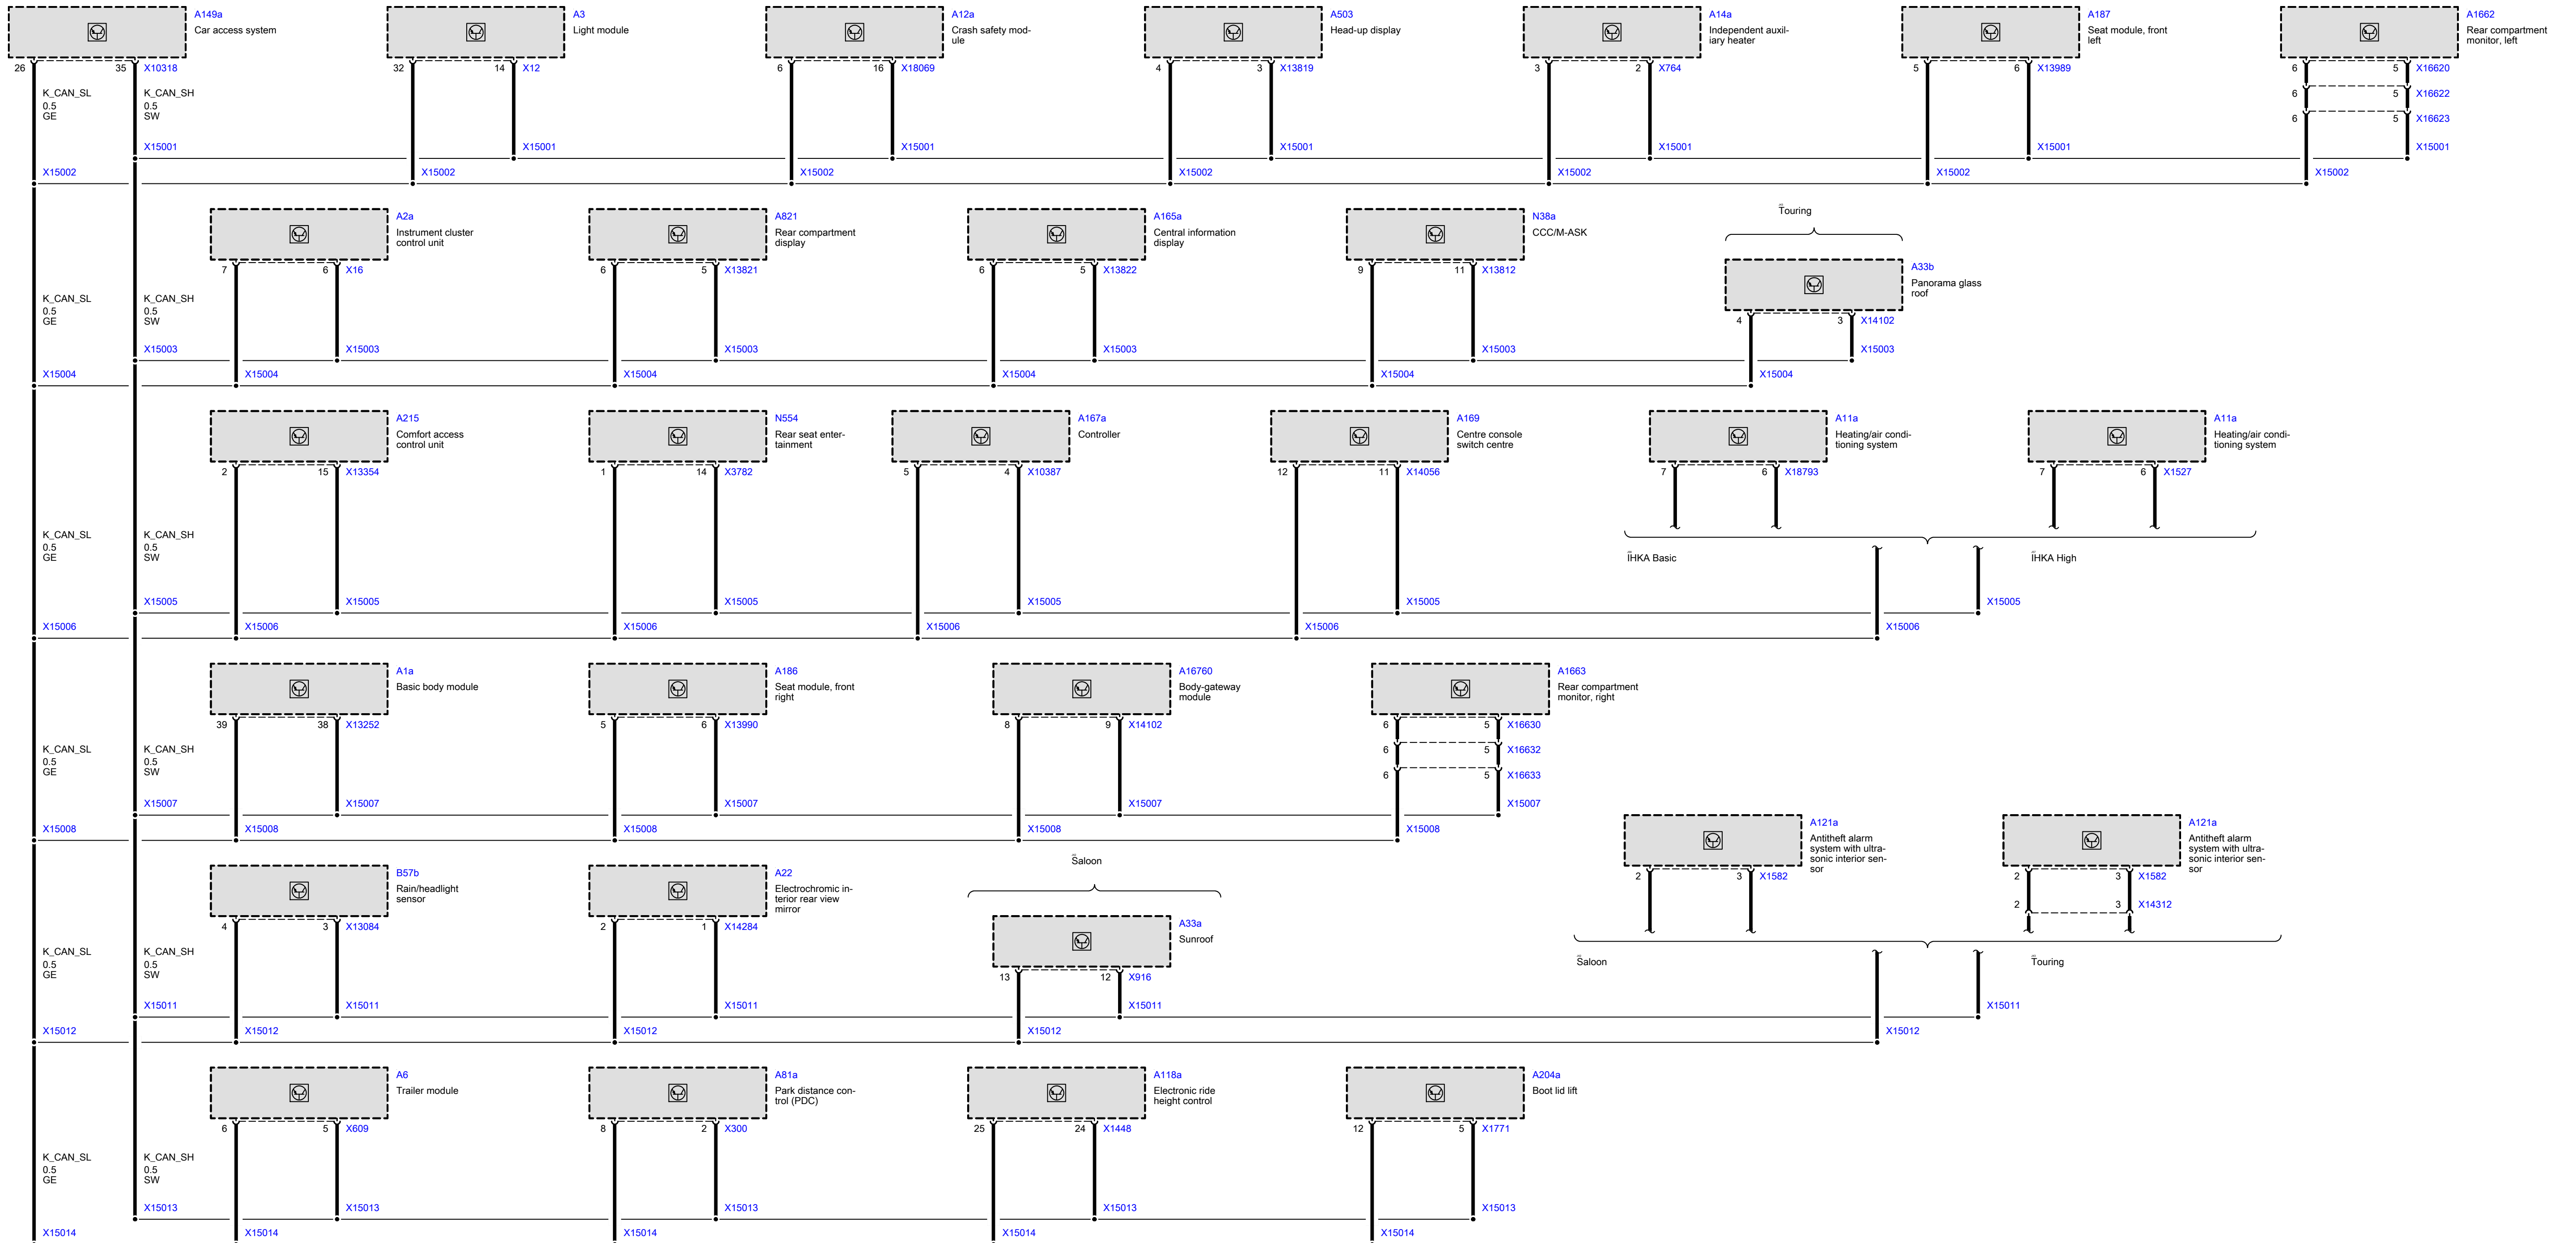 A149a
Car access system
A3
Light module
A12a
Crash safety mod-
ule
A503
Head-up display
A14a
Independent auxil-
iary heater
A187
Seat module, front
left
A1662
Rear compartment
monitor, left
26 35 X10318
32 14 X12
6 16 X18069
4 3 X13819
3 2 X764
5 6 X13989
6 5 X16620
6 5 X16622
6 5 X16623
K_CAN_SL
0.5
GE
K_CAN_SH
0.5
SW
X15001 X15001 X15001 X15001 X15001 X15001 X15001
X15002 X15002 X15002 X15002 X15002 X15002 X15002
A2a
Instrument cluster
control unit
A821
Rear compartment
display
A165a
Central information
display
N38a
CCC/M-ASK
Touring
A33b
Panorama glass
roof
7 6 X16
6 5 X13821
6 5 X13822
9 11 X13812
4 3 X14102
K_CAN_SL
0.5
GE
K_CAN_SH
0.5
SW
X15003 X15003 X15003 X15003 X15003 X15003
X15004 X15004 X15004 X15004 X15004 X15004
A215
Comfort access
control unit
N554
Rear seat enter-
tainment
A167a
Controller
A169
Centre console
switch centre
A11a
Heating/air condi-
tioning system
A11a
Heating/air condi-
tioning system
2 15 X13354
1 14 X3782
5 4 X10387
12 11 X14056
7 6 X18793
7 6 X1527
K_CAN_SL
0.5
GE
K_CAN_SH
0.5
SW
IHKA Basic
IHKA High
X15005 X15005 X15005 X15005 X15005 X15005
X15006 X15006 X15006 X15006 X15006 X15006
A1a
Basic body module
A186
Seat module, front
right
A16760
Body-gateway
module
A1663
Rear compartment
monitor, right
39 38 X13252
5 6 X13990
8 9 X14102
6 5 X16630
6 5 X16632
6 5 X16633
K_CAN_SL
0.5
GE
K_CAN_SH
0.5
SW
X15007 X15007 X15007 X15007 X15007
X15008 X15008 X15008 X15008 X15008
B57b
Rain/headlight
sensor
A22
Electrochromic in-
terior rear view
mirror
Saloon
A33a
Sunroof
A121a
Antitheft alarm
system with ultra-
sonic interior sen-
sor
A121a
Antitheft alarm
system with ultra-
sonic interior sen-
sor
4 3 X13084
2 1 X14284
13 12 X916
2 3 X1582
2 3 X1582
2 3 X14312
K_CAN_SL
0.5
GE
K_CAN_SH
0.5
SW
Saloon
Touring
X15011 X15011 X15011 X15011 X15011
X15012 X15012 X15012 X15012 X15012
A6
Trailer module
A81a
Park distance con-
trol (PDC)
A118a
Electronic ride
height control
A204a
Boot lid lift
6 5 X609
8 2 X300
25 24 X1448
12 5 X1771
K_CAN_SL
0.5
GE
K_CAN_SH
0.5
SW
X15013 X15013 X15013 X15013 X15013
X15014 X15014 X15014 X15014 X15014